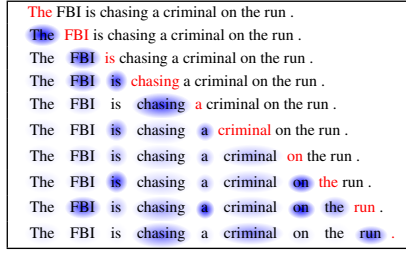 The FBI is chasing a criminal on the run .
The FBI is chasing a criminal on the run .
The FBI is chasing a criminal on the run .
The FBI is chasing a criminal on the run .
The FBI is chasing a criminal on the run .
The FBI is chasing a criminal on the run .
The FBI is chasing a criminal on the run .
The FBI is chasing a criminal on the run .
The FBI is chasing a criminal on the run .
The FBI is chasing a criminal on the run .